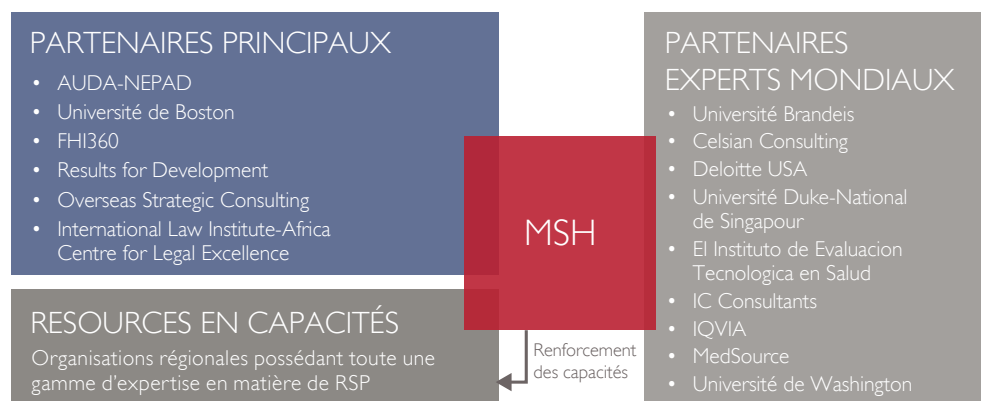 PARTENAIRES PRINCIPAUX
• AUDA-NEPAD
• Université de Boston
• FHI360
• Results for Development
• Overseas Strategic Consulting
• International Law Institute-Africa
Centre for Legal Excellence
RESOURCES EN CAPACITÉS
Organisations régionales possédant toute une
gamme d'expertise en matière de RSP
MSH
Renforcement
des capacités
PARTENAIRES
EXPERTS MONDIAUX
• Université Brandeis
• Celsian Consulting
• Deloitte USA
• Université Duke-National
de Singapour
• El Instituto de Evaluacion
Tecnologica en Salud
• IC Consultants
• IQVIA
• MedSource
• Université de Washington